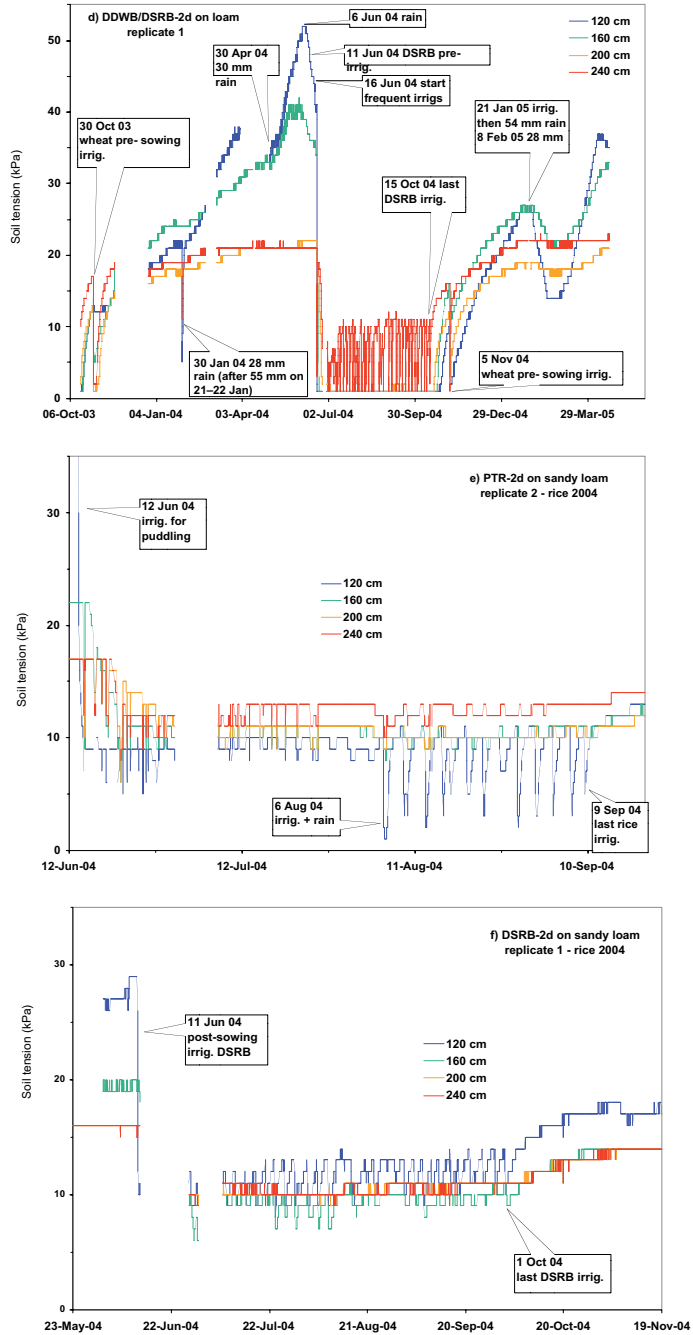 d) DDWB/DSRB-2d on loam
replicate 1
6 Jun 04 rain
120 cm
160 cm
200 cm
240 cm
30 Apr 04
30 mm
rain
11 Jun 04 DSRB pre-
irrig.
16 Jun 04 start
frequent irrigs
21 Jan 05 irrig.
then 54 mm rain
8 Feb 05 28 mm
30 Oct 03
wheat pre- sowing
irrig.
15 Oct 04 last
DSRB irrig.
30 Jan 04 28 mm
rain (after 55 mm on
21–22 Jan)
5 Nov 04
wheat pre- sowing irrig.
Soil tension (kPa)
50
40
30
20
10
0
06-Oct-03 04-Jan-04 03-Apr-04 02-Jul-04 30-Sep-04 29-Dec-04 29-Mar-05
e) PTR-2d on sandy loam
replicate 2 - rice 2004
12 Jun 04
irrig. for
puddling
120 cm
160 cm
200 cm
240 cm
6 Aug 04
irrig. + rain
9 Sep 04
last rice
irrig.
Soil tension (kPa)
30
20
10
0
12-Jun-04 12-Jul-04 11-Aug-04 10-Sep-04
f) DSRB-2d on sandy loam
replicate 1 - rice 2004
11 Jun 04
post-sowing
irrig. DSRB
120 cm
160 cm
200 cm
240 cm
1 Oct 04
last DSRB irrig.
Soil tension (kPa)
30
20
10
0
23-May-04 22-Jun-04 22-Jul-04 21-Aug-04 20-Sep-04 20-Oct-04 19-Nov-04